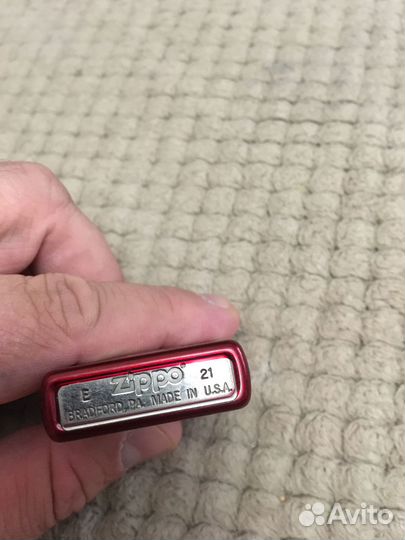 E Zippo 21
BRADFORD, PA. MADE IN U.S.A.
Avito